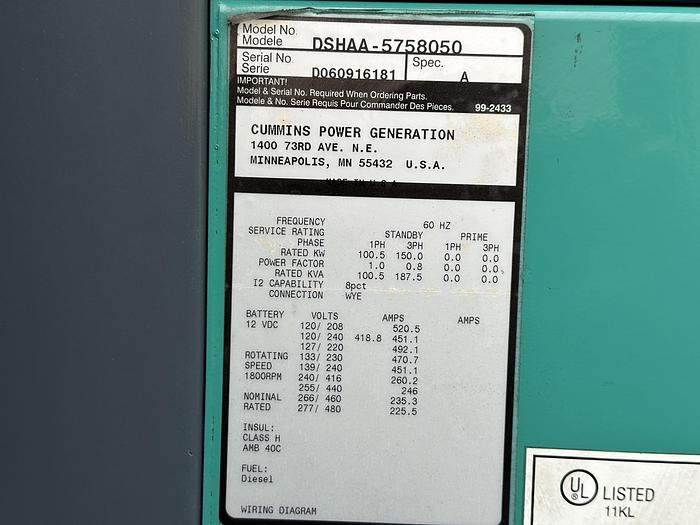 Model No.
Modele DSHAA-5758050
Serial No. Spec.
Serie D060916181 A
IMPORTANT!
Model & Serial No. Required When Ordering Parts.
Modele & No. Serie Requis Pour Commander Des Pieces. 99-2433
CUMMINS POWER GENERATION
1400 73RD AVE. N.E.
MINNEAPOLIS, MN 55432 U.S.A.
MADE IN U.S.A.
FREQUENCY 60 HZ
SERVICE RATING STANDBY PRIME
PHASE 1PH 3PH 1PH 3PH
RATED KW 100.5 150.0 0.0 0.0
POWER FACTOR 1.0 0.8 0.0 0.0
RATED KVA 100.5 187.5 0.0 0.0
I2 CAPABILITY 8pct
CONNECTION WYE
BATTERY VOLTS AMPS AMPS
12 VDC 120/ 208 520.5
120/ 240 418.8 451.1
127/ 220 492.1
ROTATING 133/ 230 470.7
SPEED 139/ 240 451.1
1800RPM 240/ 416 260.2
255/ 440 246
NOMINAL 266/ 460 235.3
RATED 277/ 480 225.5
INSUL:
CLASS H
AMB 40C
FUEL:
Diesel
WIRING DIAGRAM
UL LISTED
11KL